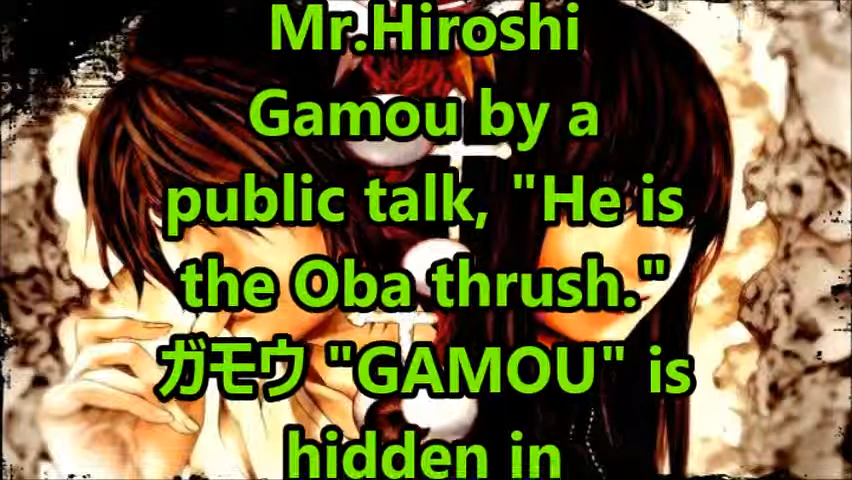 Mr.Hiroshi
Gamou by a
public talk, "He is
the Oba thrush."
ガモウ "GAMOU" is
hidden in